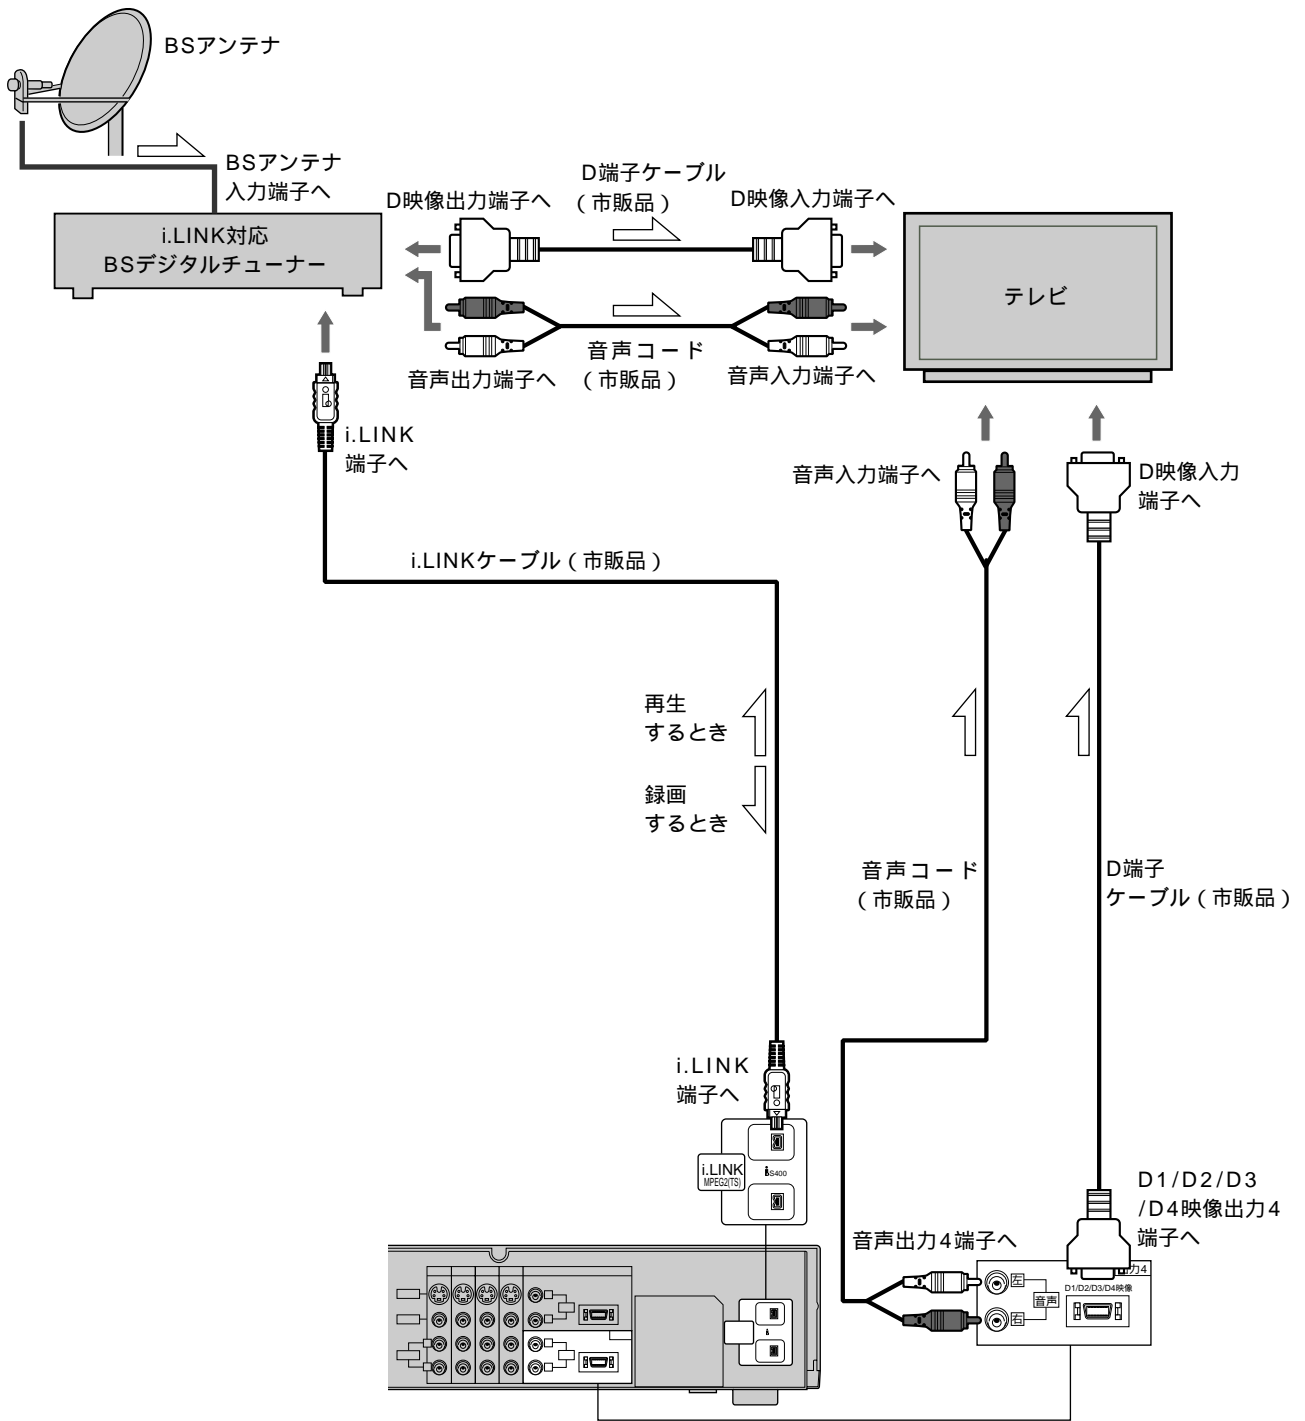 BSアンテナ
BSアンテナ
入力端子へ
i.LINK対応
BSデジタルチューナー
D映像出力端子へ
D端子ケーブル
（市販品）
D映像入力端子へ
テレビ
音声出力端子へ
音声コード
（市販品）
音声入力端子へ
i.LINK
端子へ
音声入力端子へ
D映像入力
端子へ
i.LINKケーブル（市販品）
再生
するとき
録画
するとき
音声コード
（市販品）
D端子
ケーブル（市販品）
i.LINK
端子へ
i.LINK
MPEG2(TS)
S400
D1/D2/D3
/D4映像出力4
端子へ
音声出力4端子へ
力4
左
音声
右
D1/D2/D3/D4映像